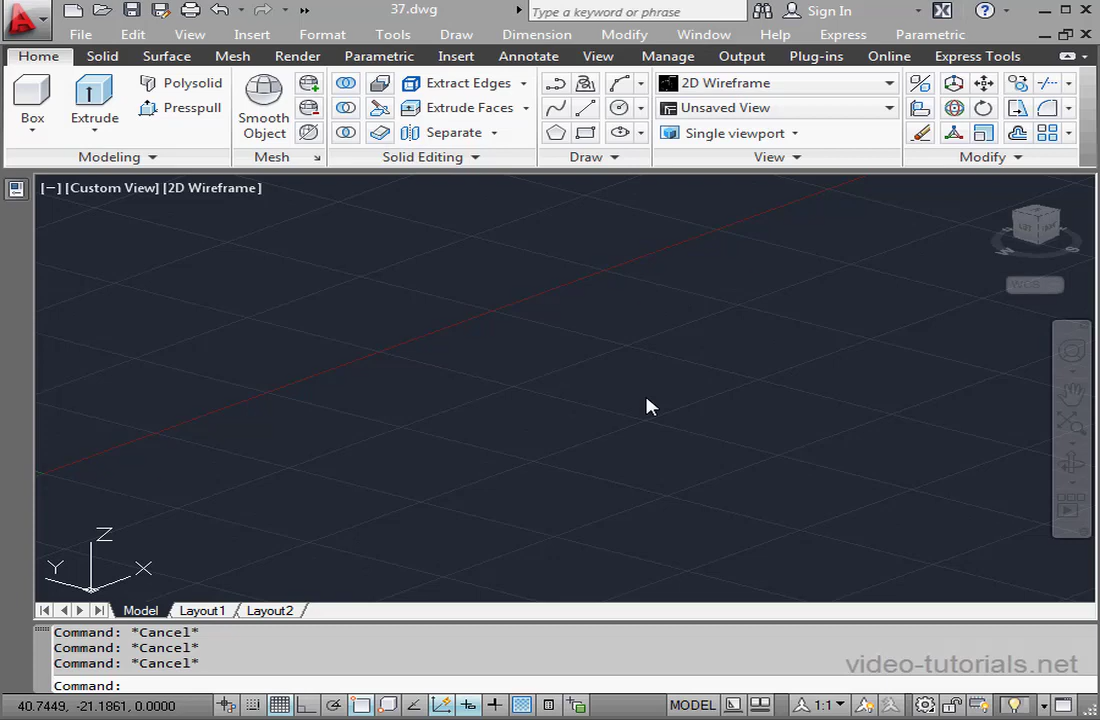 37.dwg Type a keyword or phrase Sign In
File Edit View Insert Format Tools Draw Dimension Modify Window Help Express Parametric
Home Solid Surface Mesh Render Parametric Insert Annotate View Manage Output Plug-ins Online Express Tools
Polysolid Extract Edges 2D Wireframe
Presspull Extrude Faces Unsaved View
Box Extrude Smooth Object Separate Single viewport
Modeling Mesh Solid Editing Draw View Modify
[−] [Custom View] [2D Wireframe]
WCS
Z
Y X
Model Layout1 Layout2
Command: *Cancel*
Command: *Cancel*
Command: *Cancel*
video-tutorials.net
Command:
40.7449, -21.1861, 0.0000 MODEL 1:1